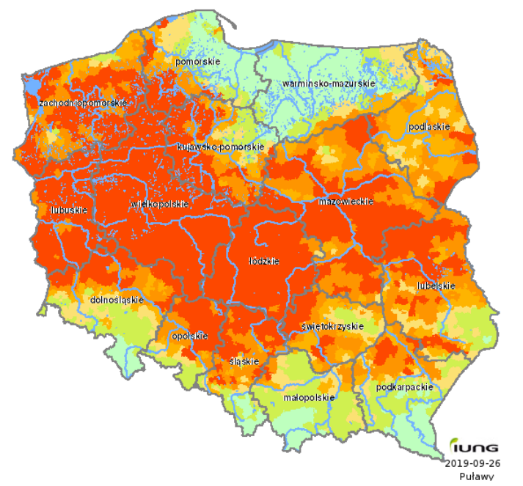 pomorskie
warmińsko-mazurskie
zachodniopomorskie
podlaskie
kujawsko-pomorskie
mazowieckie
lubuskie
wielkopolskie
łódzkie
lubelskie
dolnośląskie
świętokrzyskie
opolskie
śląskie
podkarpackie
małopolskie
IUNG
2019-09-26
Puławy